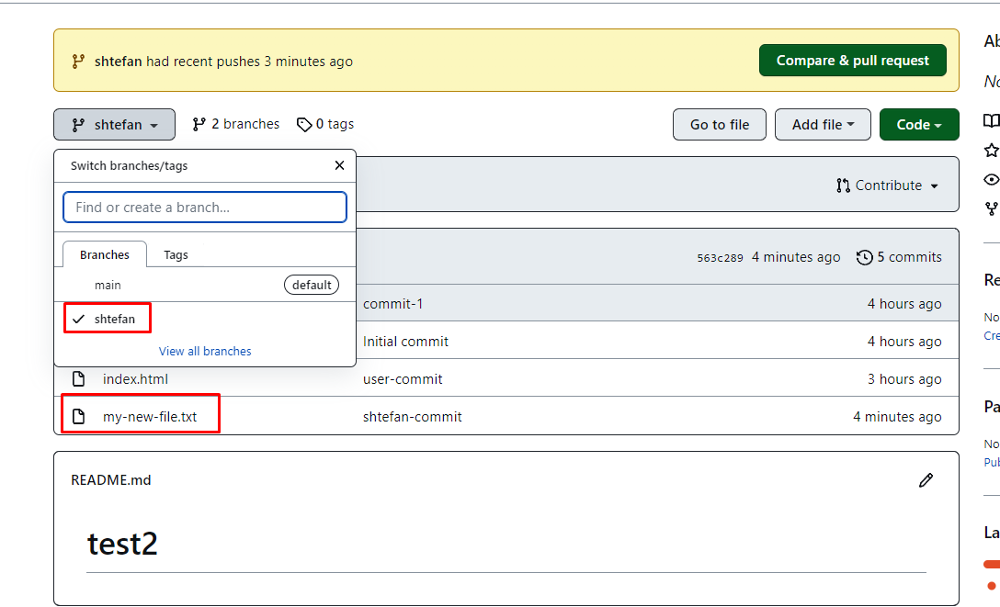 shtefan had recent pushes 3 minutes ago
Compare & pull request
shtefan
2 branches
0 tags
Go to file
Add file
Code
Switch branches/tags
Find or create a branch...
Branches
Tags
main
default
shtefan
View all branches
Contribute
563c289 4 minutes ago 5 commits
commit-1 4 hours ago
Initial commit 4 hours ago
index.html user-commit 3 hours ago
my-new-file.txt shtefan-commit 4 minutes ago
README.md
test2
Ab
No
Re
No
Cre
Pa
No
Pub
La